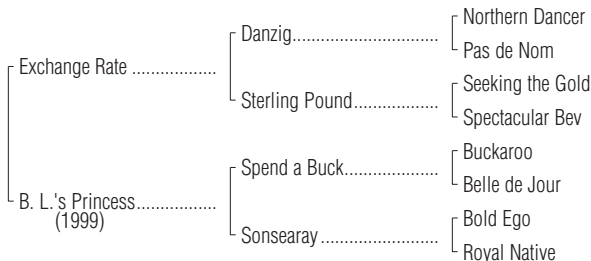 Northern Dancer
Danzig..............................
Pas de Nom
Exchange Rate .................
Seeking the Gold
Sterling Pound.................
Spectacular Bev
Buckaroo
Spend a Buck...................
Belle de Jour
B. L.'s Princess................
(1999)
Bold Ego
Sonsearay ........................
Royal Native